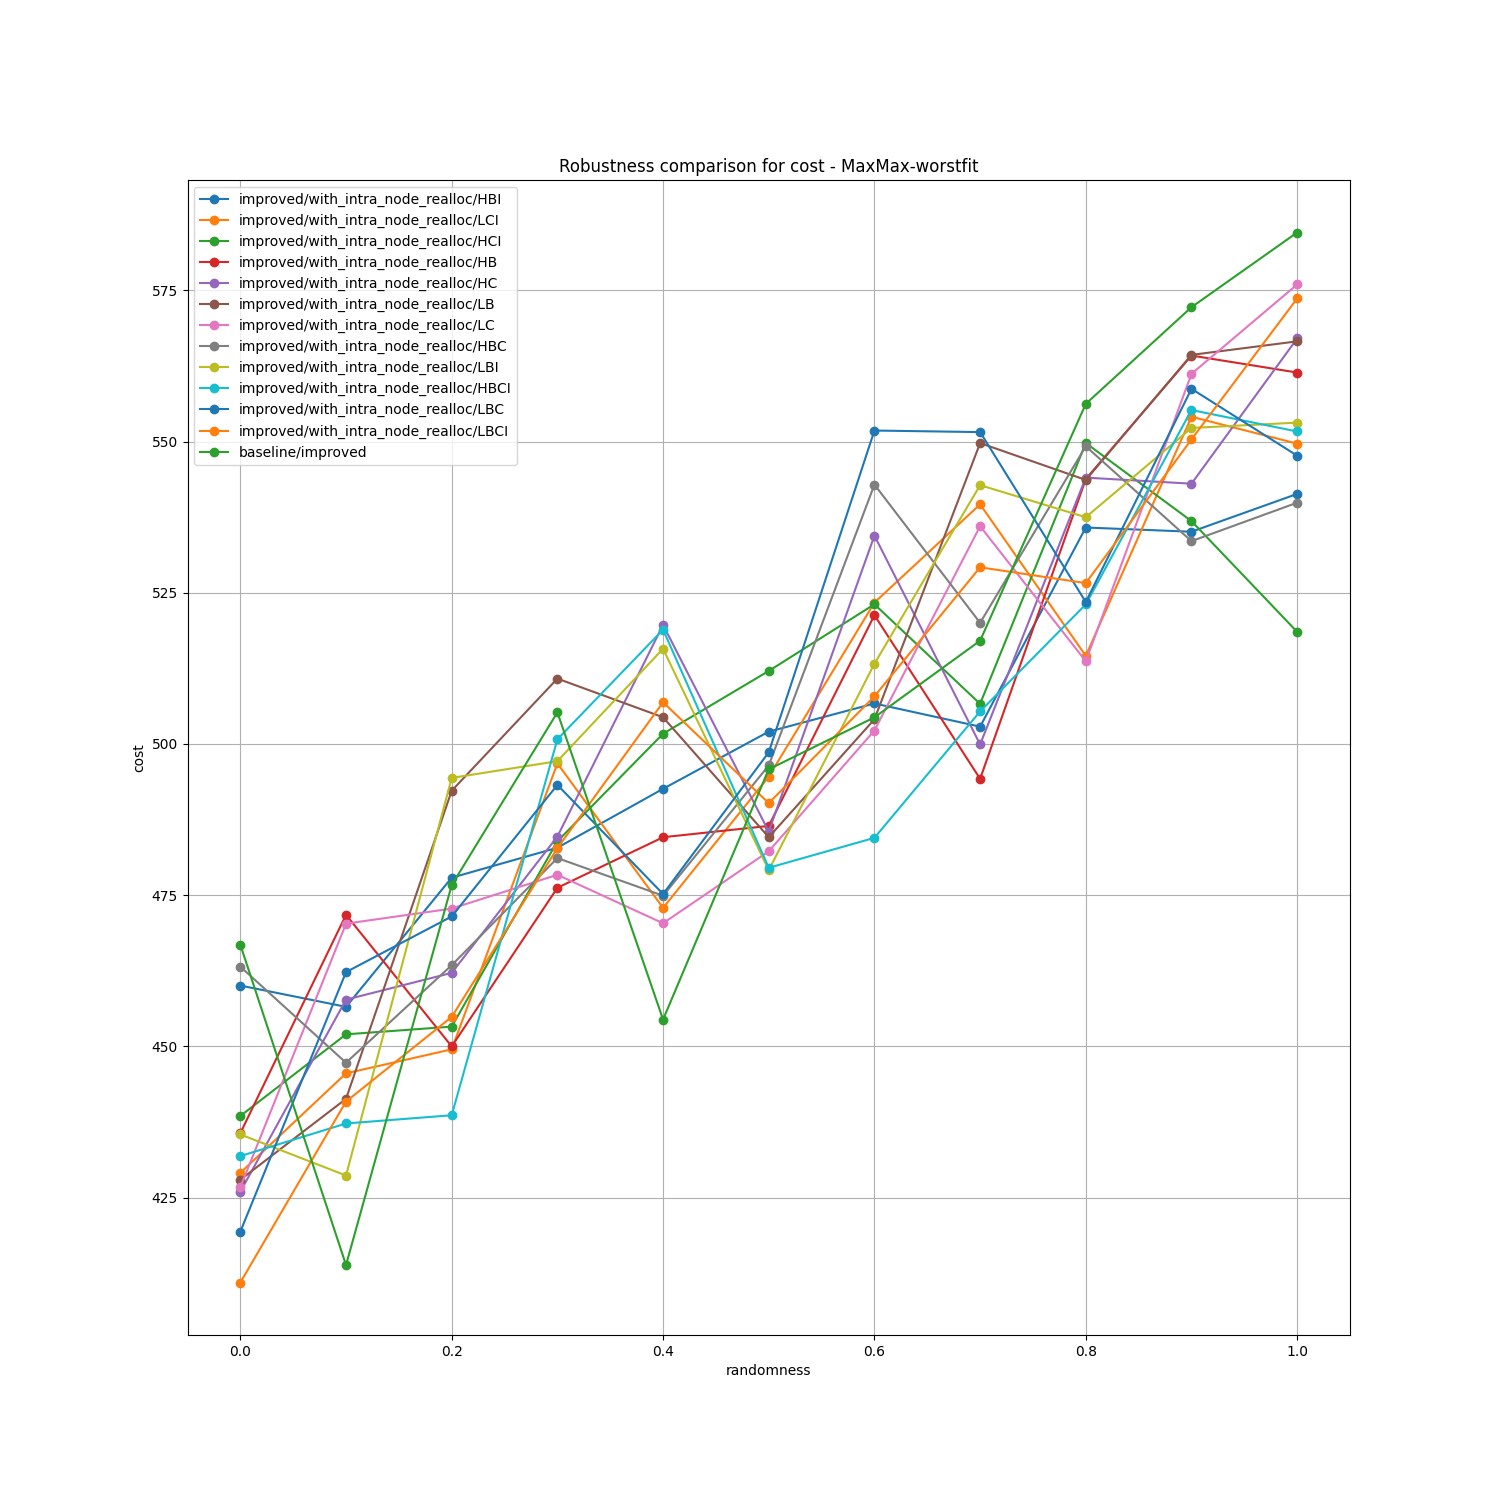 Robustness comparison for cost - MaxMax-worstfit
improved/with_intra_node_realloc/HBI
improved/with_intra_node_realloc/LCI
improved/with_intra_node_realloc/HCI
improved/with_intra_node_realloc/HB
improved/with_intra_node_realloc/HC
improved/with_intra_node_realloc/LB
improved/with_intra_node_realloc/LC
improved/with_intra_node_realloc/HBC
improved/with_intra_node_realloc/LBI
improved/with_intra_node_realloc/HBCI
improved/with_intra_node_realloc/LBC
improved/with_intra_node_realloc/LBCI
baseline/improved
575
550
525
500
475
450
425
cost
0.0 0.2 0.4 0.6 0.8 1.0
randomness